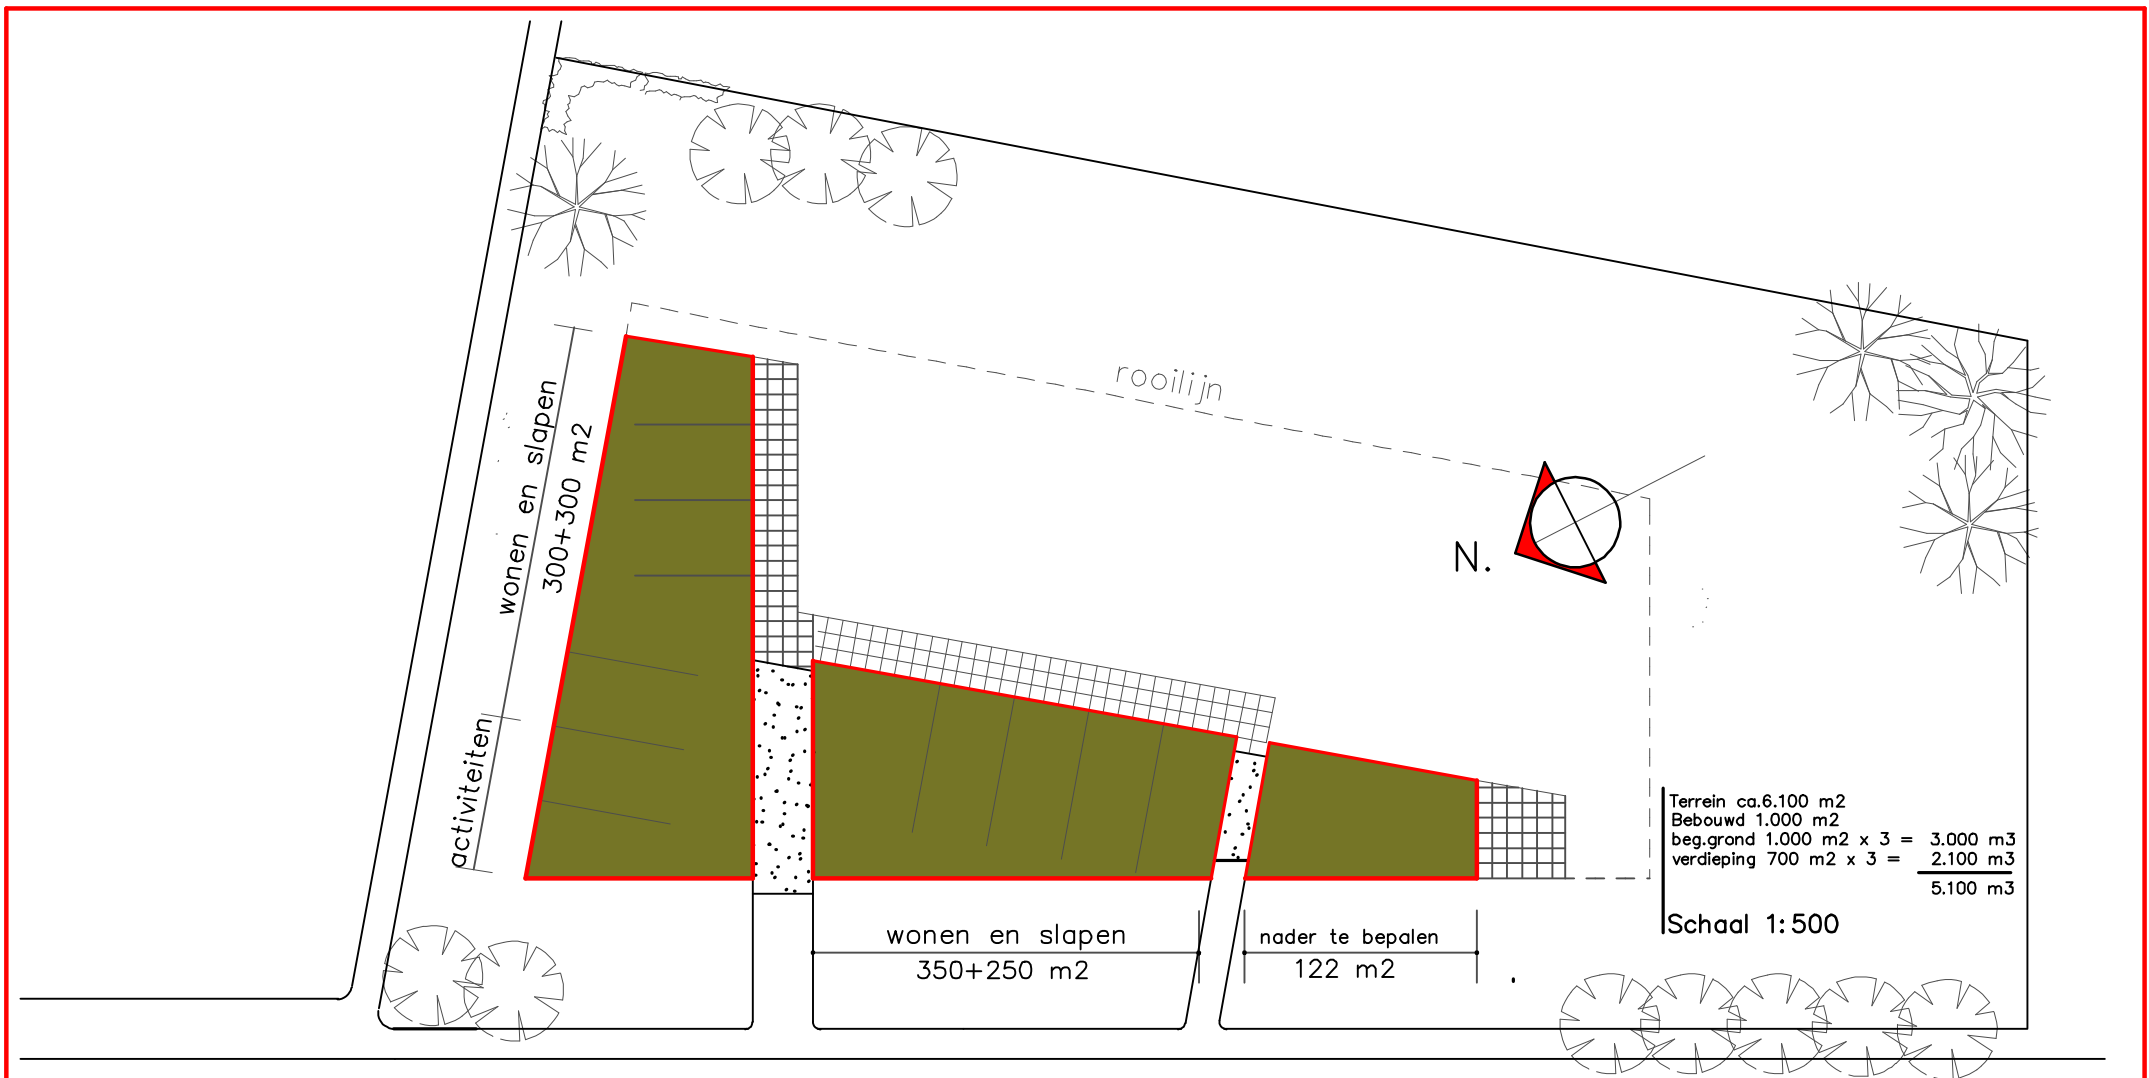 rooilijn
wonen en slapen
300+300 m2
activiteiten
N.
Terrein ca.6.100 m2
Bebouwd 1.000 m2
beg.grond 1.000 m2 x 3 = 3.000 m3
verdieping 700 m2 x 3 = 2.100 m3
5.100 m3
Schaal 1:500
wonen en slapen
350+250 m2
nader te bepalen
122 m2